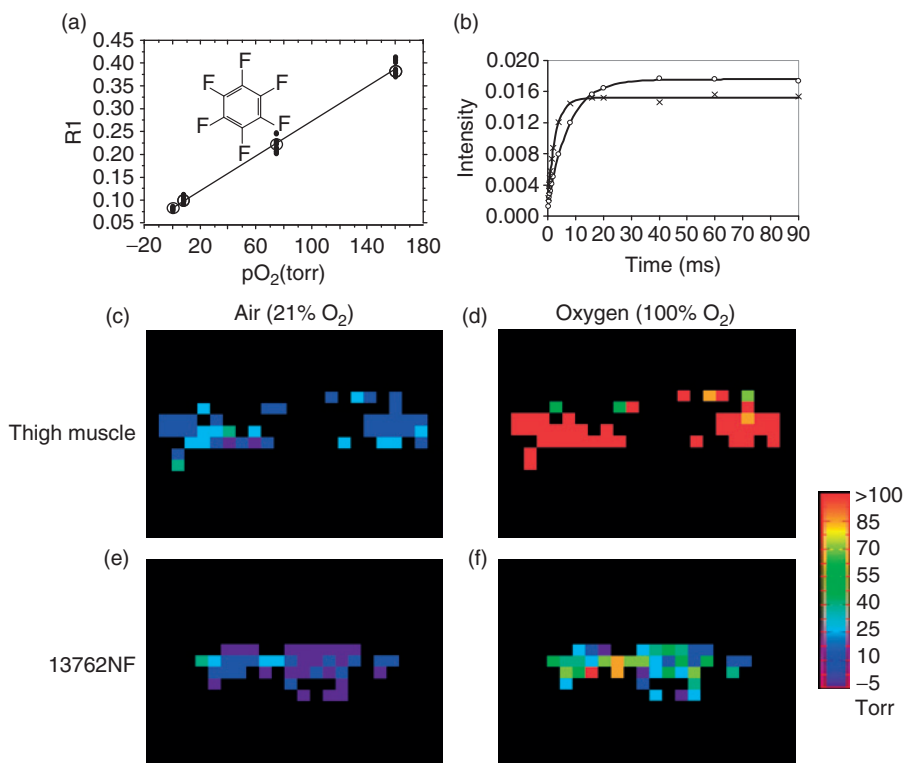 (a)
0.45
0.40
0.35
0.30
0.25
0.20
0.15
0.10
0.05
R1
F
F
F
F
F
F
−20
20
60
100
140
180
pO2(torr)
(b)
0.020
0.016
0.012
0.008
0.004
0.000
Intensity
0 10 20 30 40 50 60 70 80 90
Time (ms)
(c)
Air (21% O2)
(d)
Oxygen (100% O2)
Thigh muscle
(e)
(f)
13762NF
>100
85
70
55
40
25
10
−5
Torr